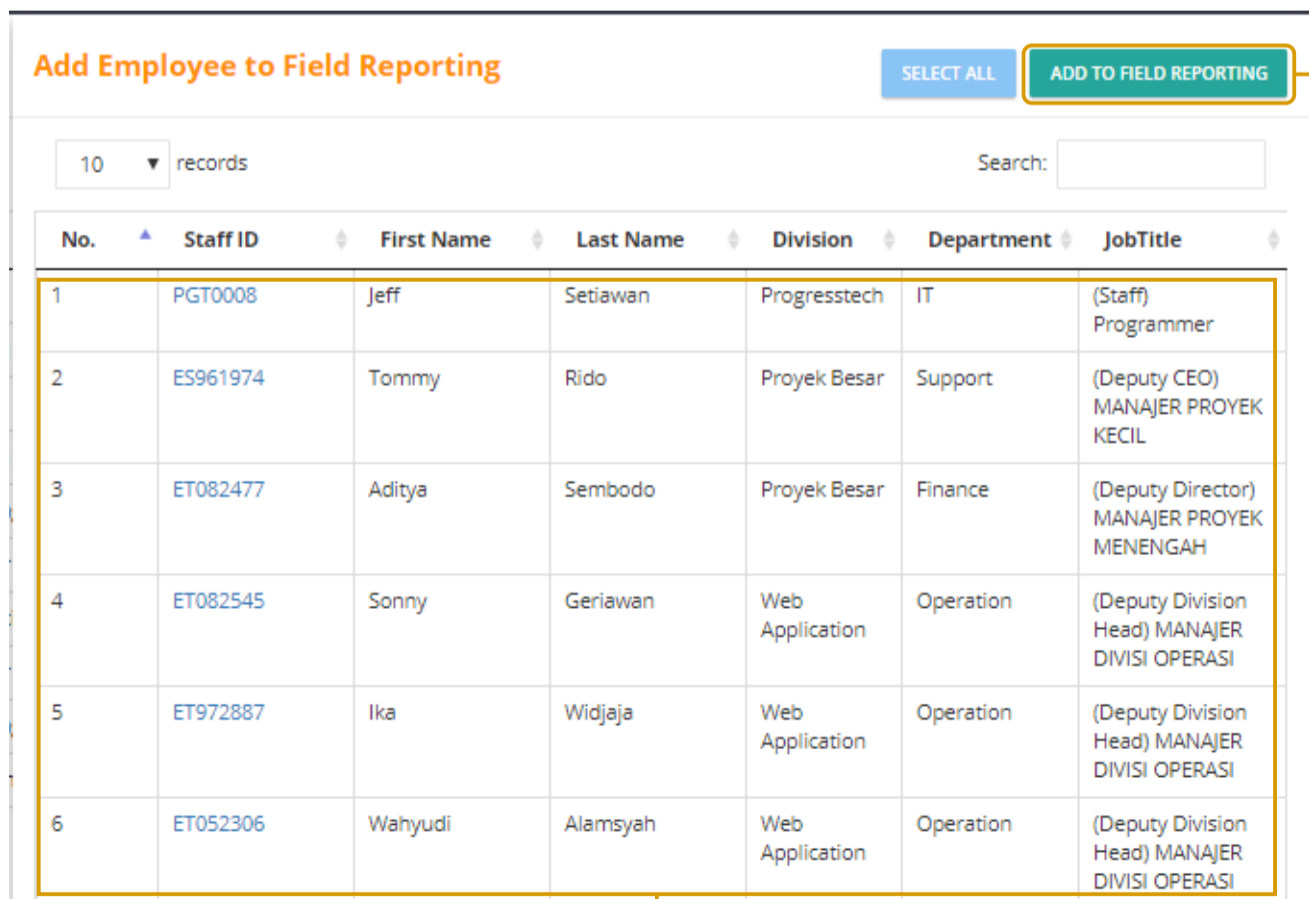 Add Employee to Field Reporting
SELECT ALL
ADD TO FIELD REPORTING
10 records
Search:
No. Staff ID First Name Last Name Division Department JobTitle
1 PGT0008 Jeff Setiawan Progresstech IT (Staff)
Programmer
2 ES961974 Tommy Rido Proyek Besar Support (Deputy CEO)
MANAJER PROYEK
KECIL
3 ET082477 Aditya Sembodo Proyek Besar Finance (Deputy Director)
MANAJER PROYEK
MENENGAH
4 ET082545 Sonny Geriawan Web Operation (Deputy Division
Application Head) MANAJER
DIVISI OPERASI
5 ET972887 Ika Widjaja Web Operation (Deputy Division
Application Head) MANAJER
DIVISI OPERASI
6 ET052306 Wahyudi Alamsyah Web Operation (Deputy Division
Application Head) MANAJER
DIVISI OPERASI